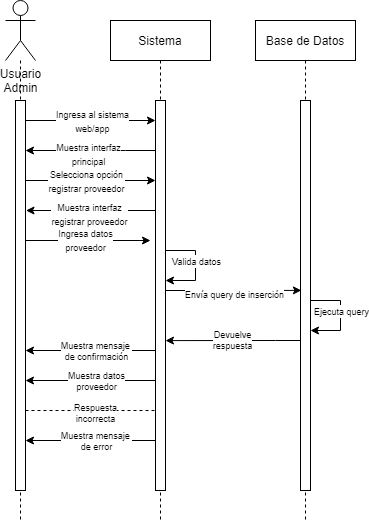 Usuario
Admin
Sistema
Base de Datos
Ingresa al sistema
web/app
Muestra interfaz
principal
Selecciona opción
registrar proveedor
Muestra interfaz
registrar proveedor
Ingresa datos
proveedor
Valida datos
Envía query de inserción
Ejecuta query
Devuelve
respuesta
Muestra mensaje
de confirmación
Muestra datos
proveedor
Respuesta
incorrecta
Muestra mensaje
de error